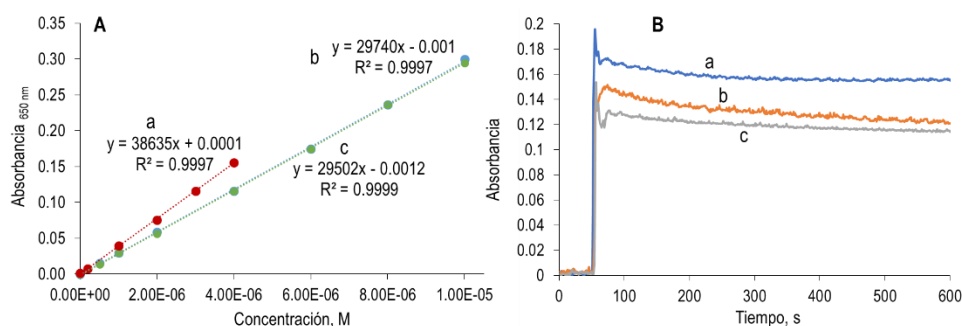 A
B
Absorbancia 650 nm
0.35
0.30
0.25
0.20
0.15
0.10
0.05
0.00
b
y = 29740x - 0.001
R² = 0.9997
a
y = 38635x + 0.0001
R² = 0.9997
c
y = 29502x - 0.0012
R² = 0.9999
0.00E+00 2.00E-06 4.00E-06 6.00E-06 8.00E-06 1.00E-05
Concentración, M
Absorbancia
0.2
0.18
0.16
0.14
0.12
0.1
0.08
0.06
0.04
0.02
0
a
b
c
0 100 200 300 400 500 600
Tiempo, s